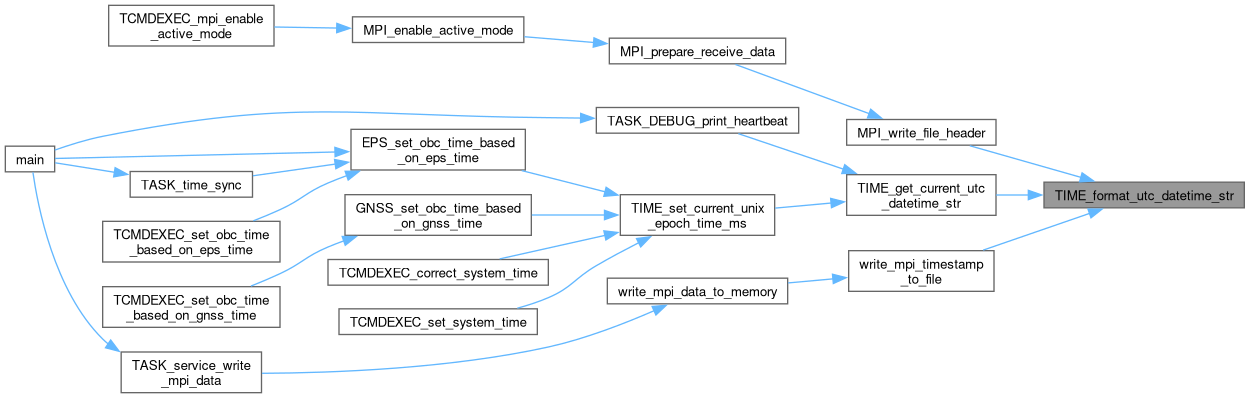 TCMDEXEC_mpi_enable
_active_mode
MPI_enable_active_mode
MPI_prepare_receive_data
TASK_DEBUG_print_heartbeat
MPI_write_file_header
main
EPS_set_obc_time_based
_on_eps_time
TASK_time_sync
TIME_get_current_utc
_datetime_str
TIME_format_utc_datetime_str
GNSS_set_obc_time_based
_on_gnss_time
TIME_set_current_unix
_epoch_time_ms
TCMDEXEC_set_obc_time
_based_on_eps_time
TCMDEXEC_correct_system_time
write_mpi_timestamp
_to_file
write_mpi_data_to_memory
TCMDEXEC_set_obc_time
_based_on_gnss_time
TCMDEXEC_set_system_time
TASK_service_write
_mpi_data